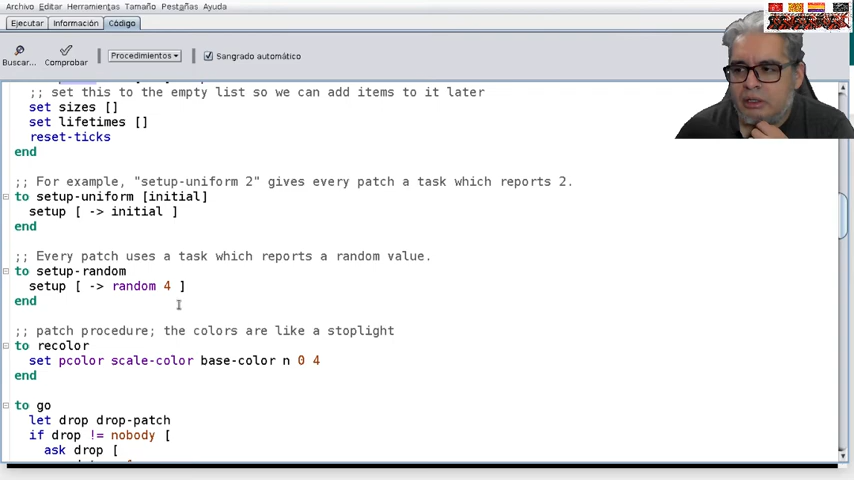 Archivo Editar Herramientas Tamaño Pestañas Ayuda
Ejecutar Información Código
Buscar... Comprobar Procedimientos Sangrado automático
;; set this to the empty list so we can add items to it later
set sizes []
set lifetimes []
reset-ticks
end
;; For example, "setup-uniform 2" gives every patch a task which reports 2.
to setup-uniform [initial]
setup [ -> initial ]
end
;; Every patch uses a task which reports a random value.
to setup-random
setup [ -> random 4 ]
end
;; patch procedure; the colors are like a stoplight
to recolor
set pcolor scale-color base-color n 0 4
end
to go
let drop drop-patch
if drop != nobody [
ask drop [